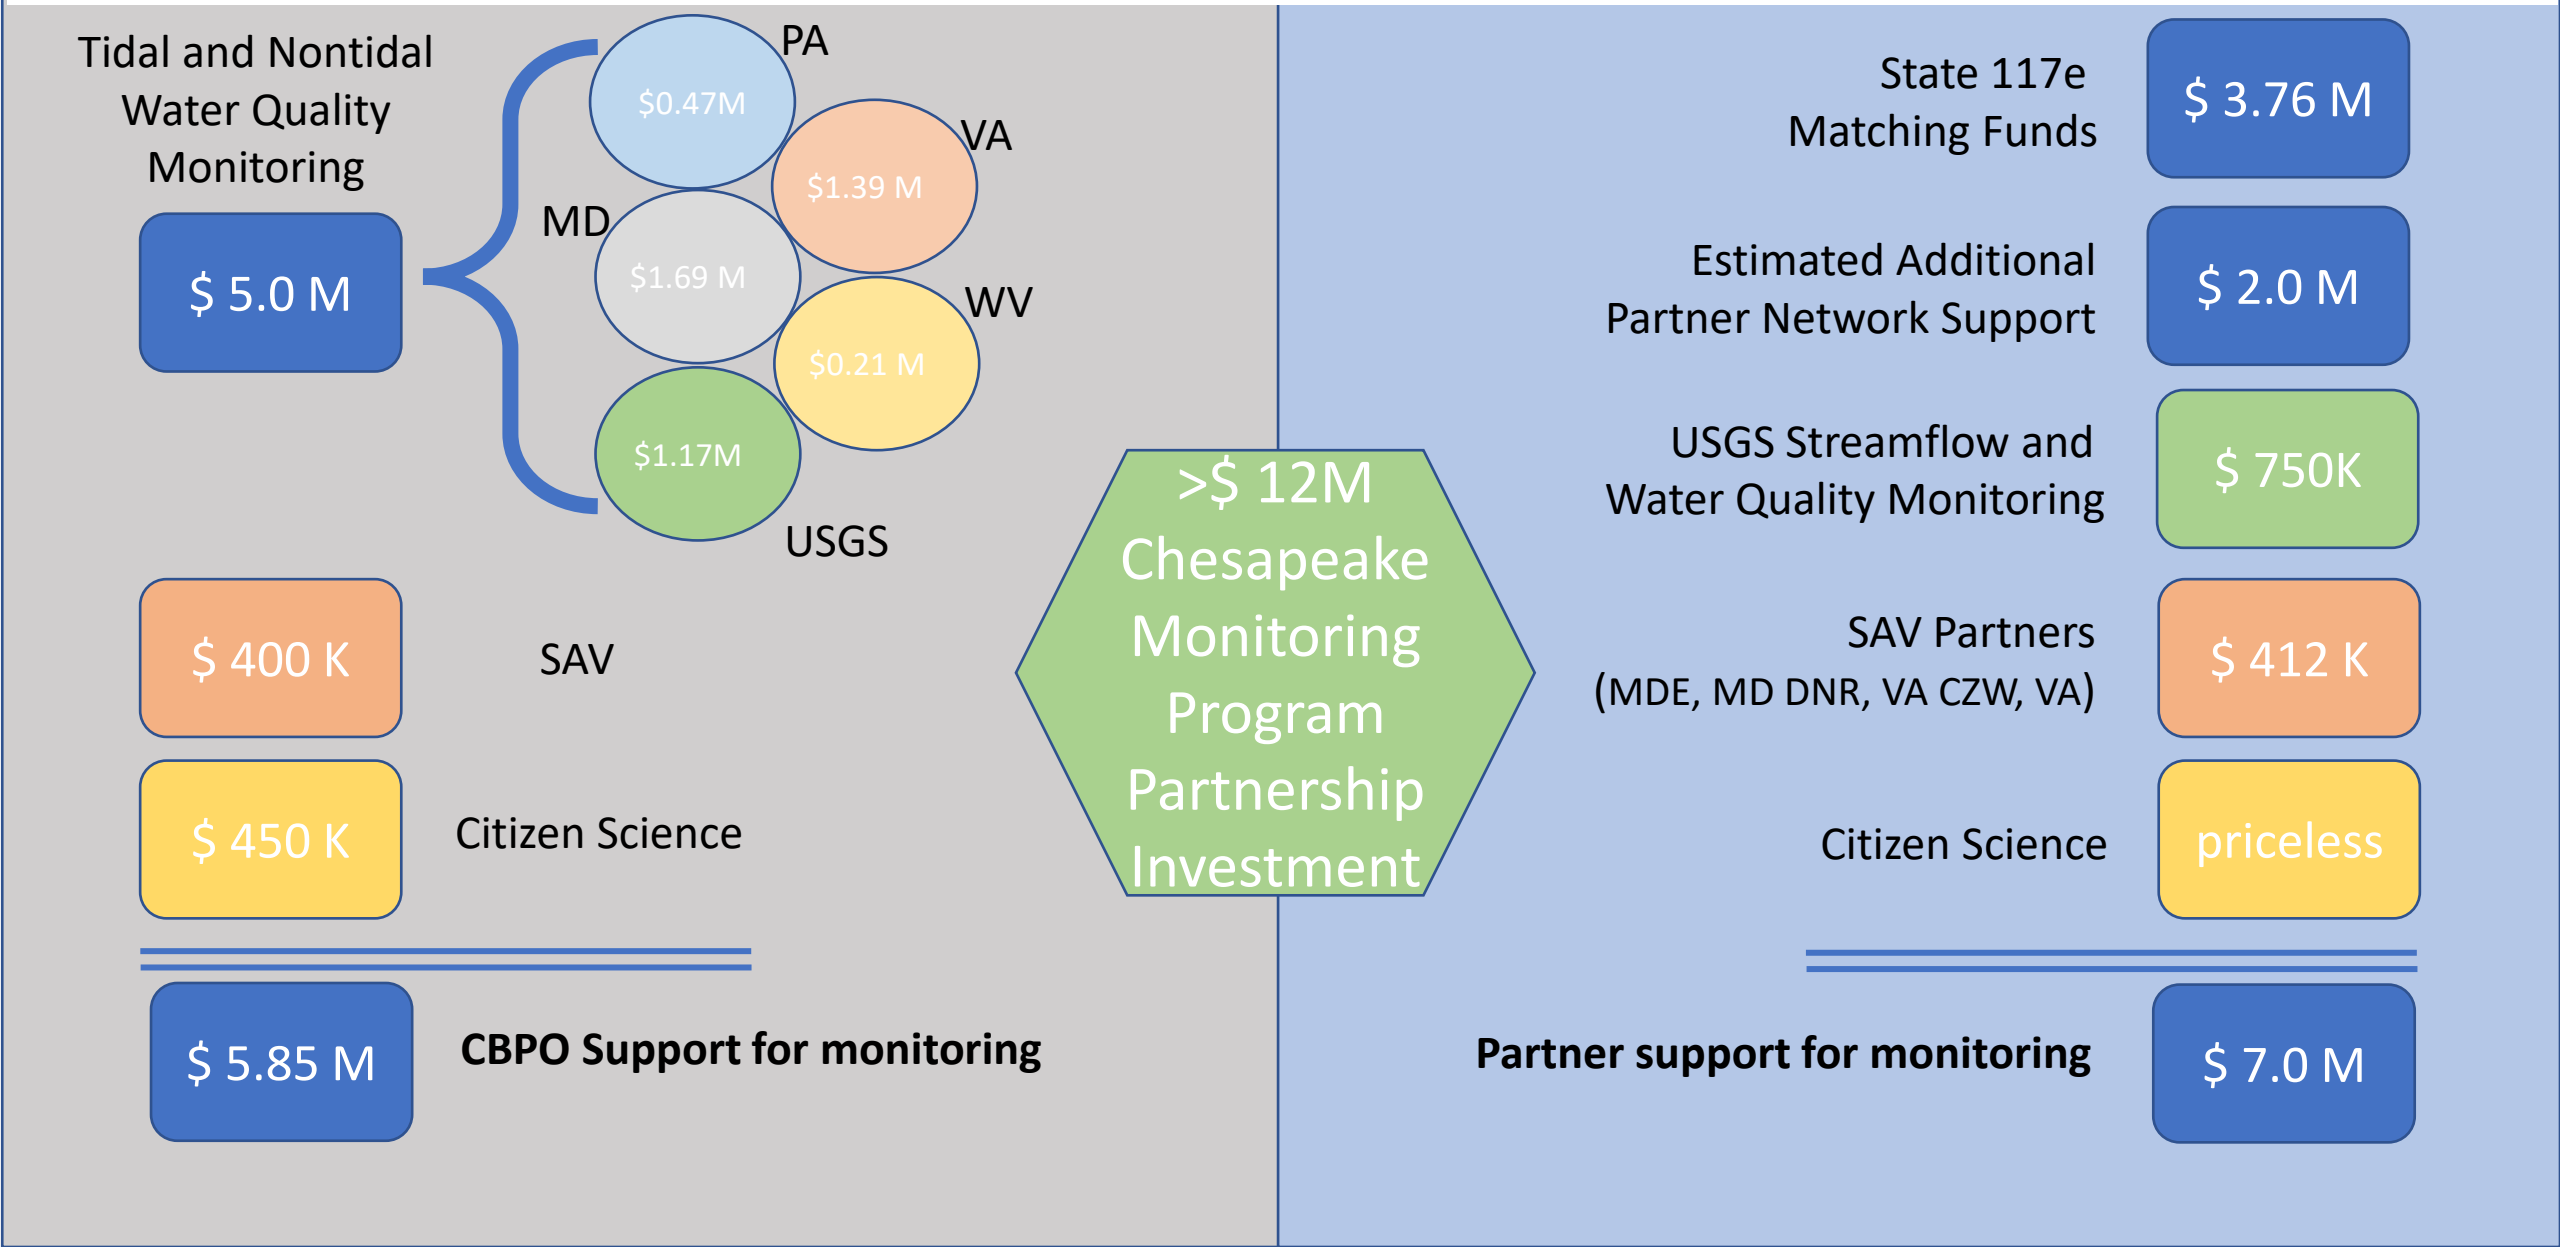 Tidal and Nontidal
Water Quality
Monitoring
$ 5.0 M
PA
$0.47M
VA
$1.39 M
MD
$1.69 M
WV
$0.21 M
$1.17M
USGS
$ 400 K
SAV
$ 450 K
Citizen Science
$ 5.85 M
CBPO Support for monitoring
>$ 12M
Chesapeake
Monitoring
Program
Partnership
Investment
State 117e
Matching Funds
$ 3.76 M
Estimated Additional
Partner Network Support
$ 2.0 M
USGS Streamflow and
Water Quality Monitoring
$ 750K
SAV Partners
(MDE, MD DNR, VA CZW, VA)
$ 412 K
Citizen Science
priceless
Partner support for monitoring
$ 7.0 M